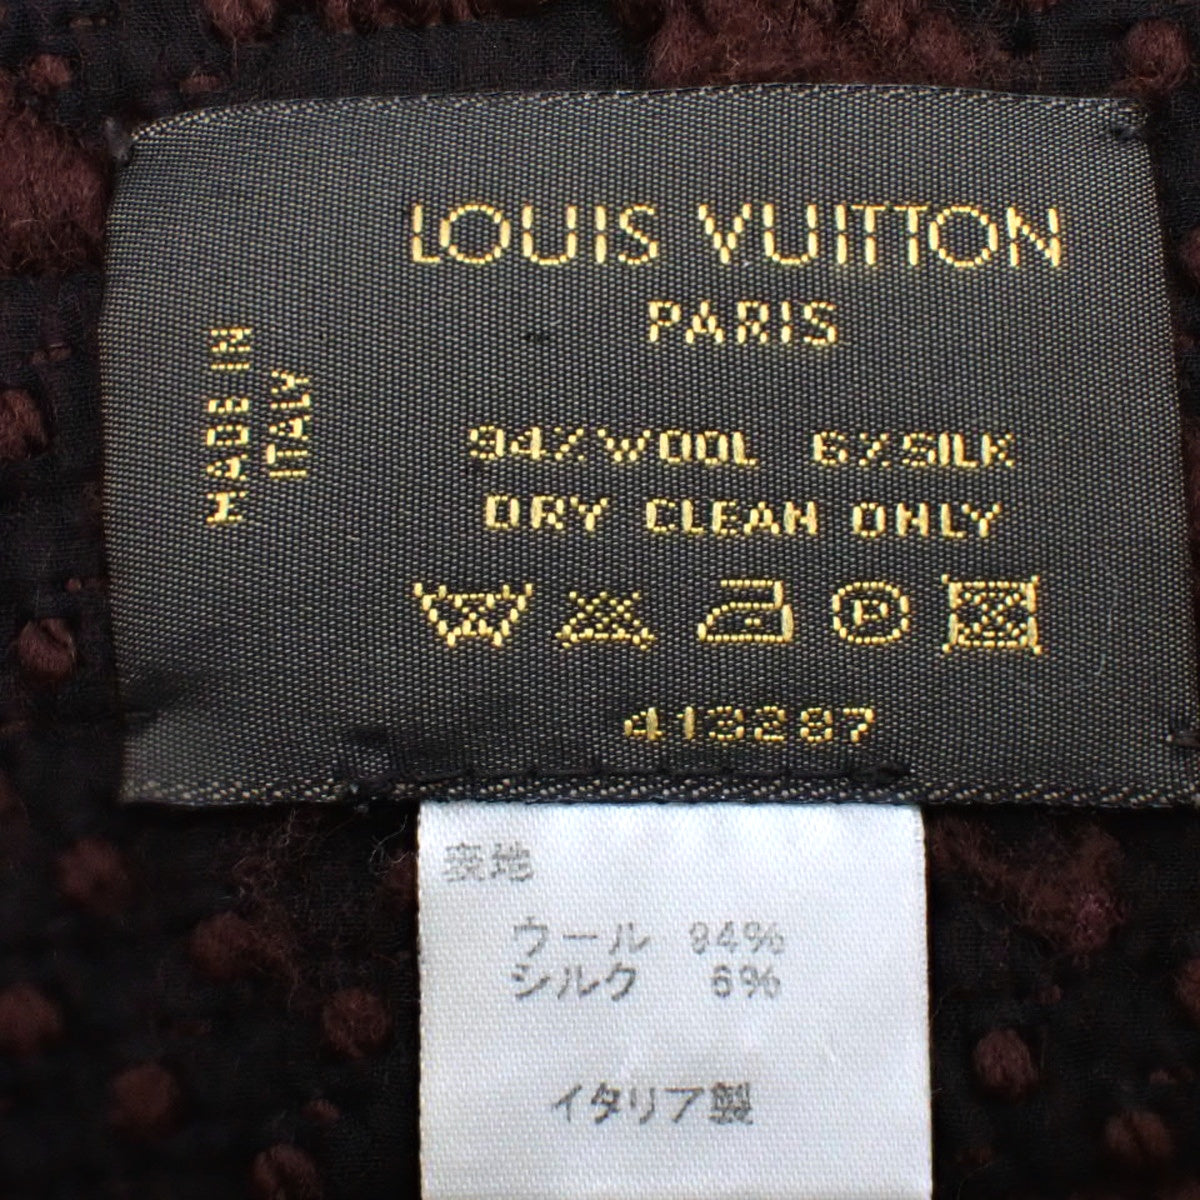 LOUIS VUITTON
PARIS
MADE IN
ITALY
94%WOOL 6%SILK
DRY CLEAN ONLY
P
413287
表地
ウール 94%
シルク 6%
イタリア製